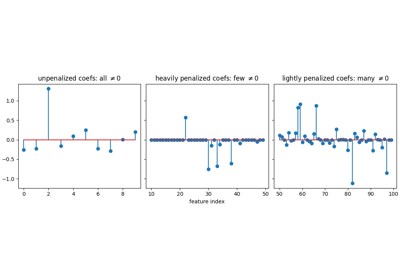 unpenalized coefs: all ≠0
heavily penalized coefs: few ≠0
lightly penalized coefs: many ≠0
1.0
0.5
0.0
−0.5
−1.0
0 2 4 6 8
10 20 30 40 50
50 60 70 80 90 100
feature index